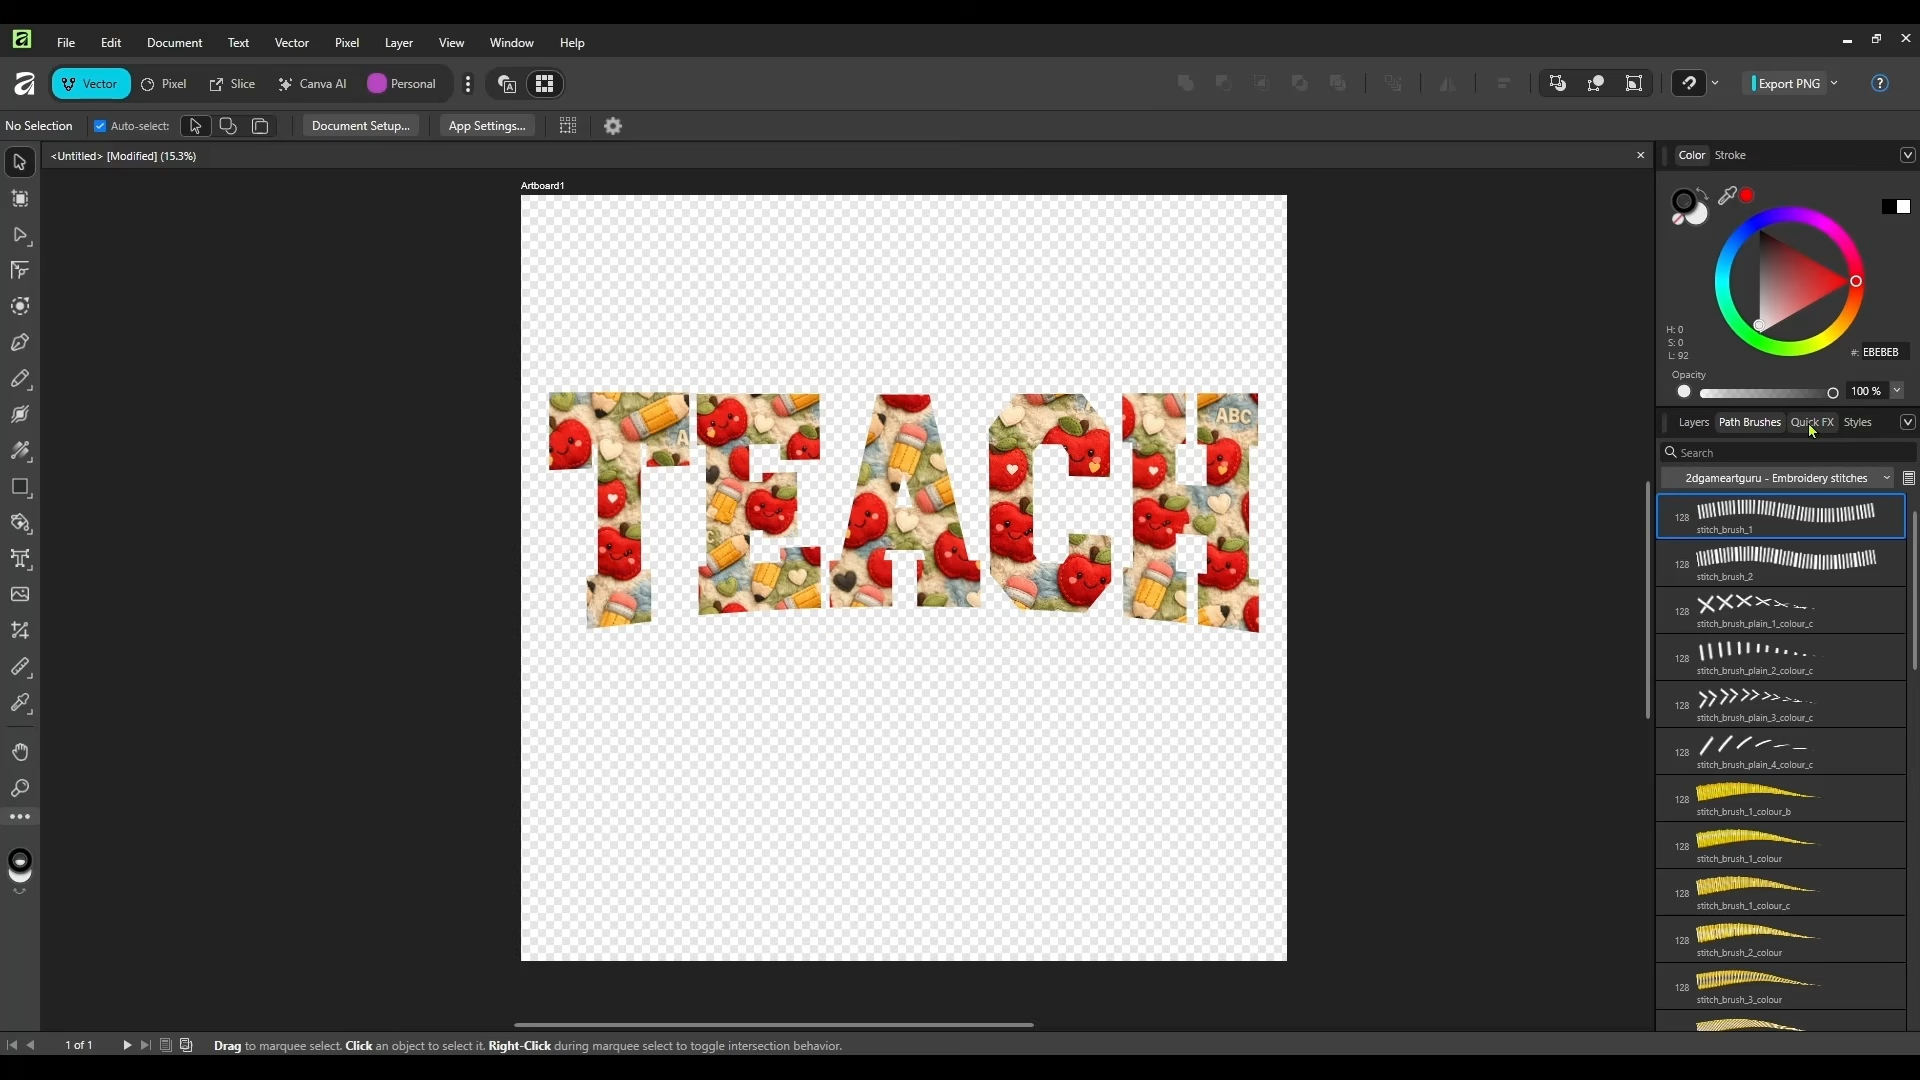 File Edit Document Text Vector Pixel Layer View Window Help
Vector Pixel Slice Canva AI Personal Export PNG
No Selection Auto-select: Document Setup... App Settings...
<Untitled> [Modified] (15.3%)
Color Stroke
Artboard1
H: 0
S: 0
L: 92
#: EBEBEB
Opacity
100 %
Layers Path Brushes Quick FX Styles
Search
2dgameartguru - Embroidery stitches
128 stitch_brush_1
128 stitch_brush_2
128 stitch_brush_plain_1_colour_c
128 stitch_brush_plain_2_colour_c
128 stitch_brush_plain_3_colour_c
128 stitch_brush_plain_4_colour_c
128 stitch_brush_1_colour_b
128 stitch_brush_1_colour
128 stitch_brush_1_colour_c
128 stitch_brush_2_colour
128 stitch_brush_3_colour
TEACH
ABC
1 of 1 Drag to marquee select. Click an object to select it. Right-Click during marquee select to toggle intersection behavior.